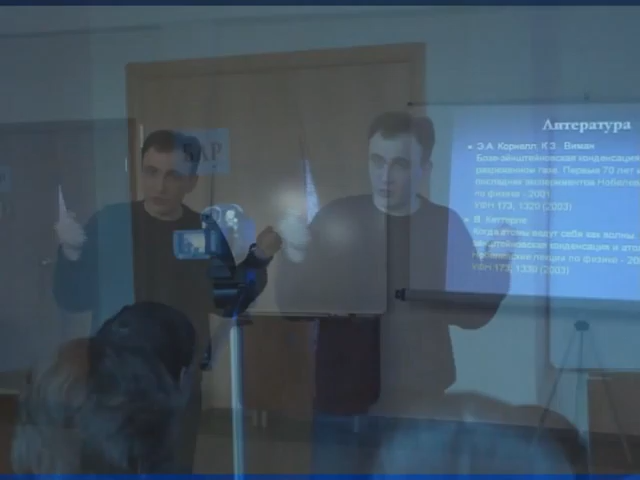 БАР
Литература
Э.А. Корнелл, К.Э. Виман
Бозе-эйнштейновская конденсация
разреженном газе. Первые 70 лет и
последних экспериментов Нобелев
по физике - 2001
УФН 173, 1320 (2003)
В. Кеттерле
Когда атомы ведут себя как волны.
эйнштейновская конденсация и ато
Нобелевские лекции по физике - 200
УФН 173, 1339 (2003)